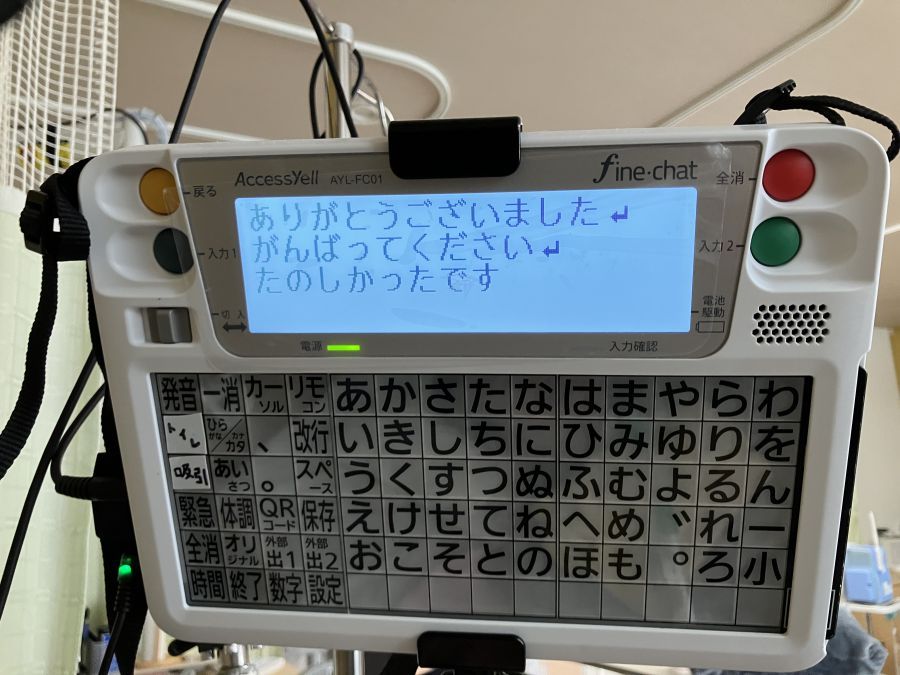 AccessYell AYL-FC01
fine・chat
戻る
全消
入力1
入力2
ありがとうございました↵
がんばってください↵
たのしかったです
切 入
電池駆動
電源
入力確認
発音 一消 カーソル リモコン あ か さ た な は ま や ら わ
トイレ ひらがな/カタカナ 、 改行 い き し ち に ひ み ゆ り を
吸引 あいさつ 。 スペース う く す つ ぬ ふ む よ る ん
緊急 体調 QRコード 保存 え け せ て ね へ め ゛ れ ー
全消 オリジナル 外部出1 外部出2 お こ そ と の ほ も ゜ ろ 小
時間 終了 数字 設定